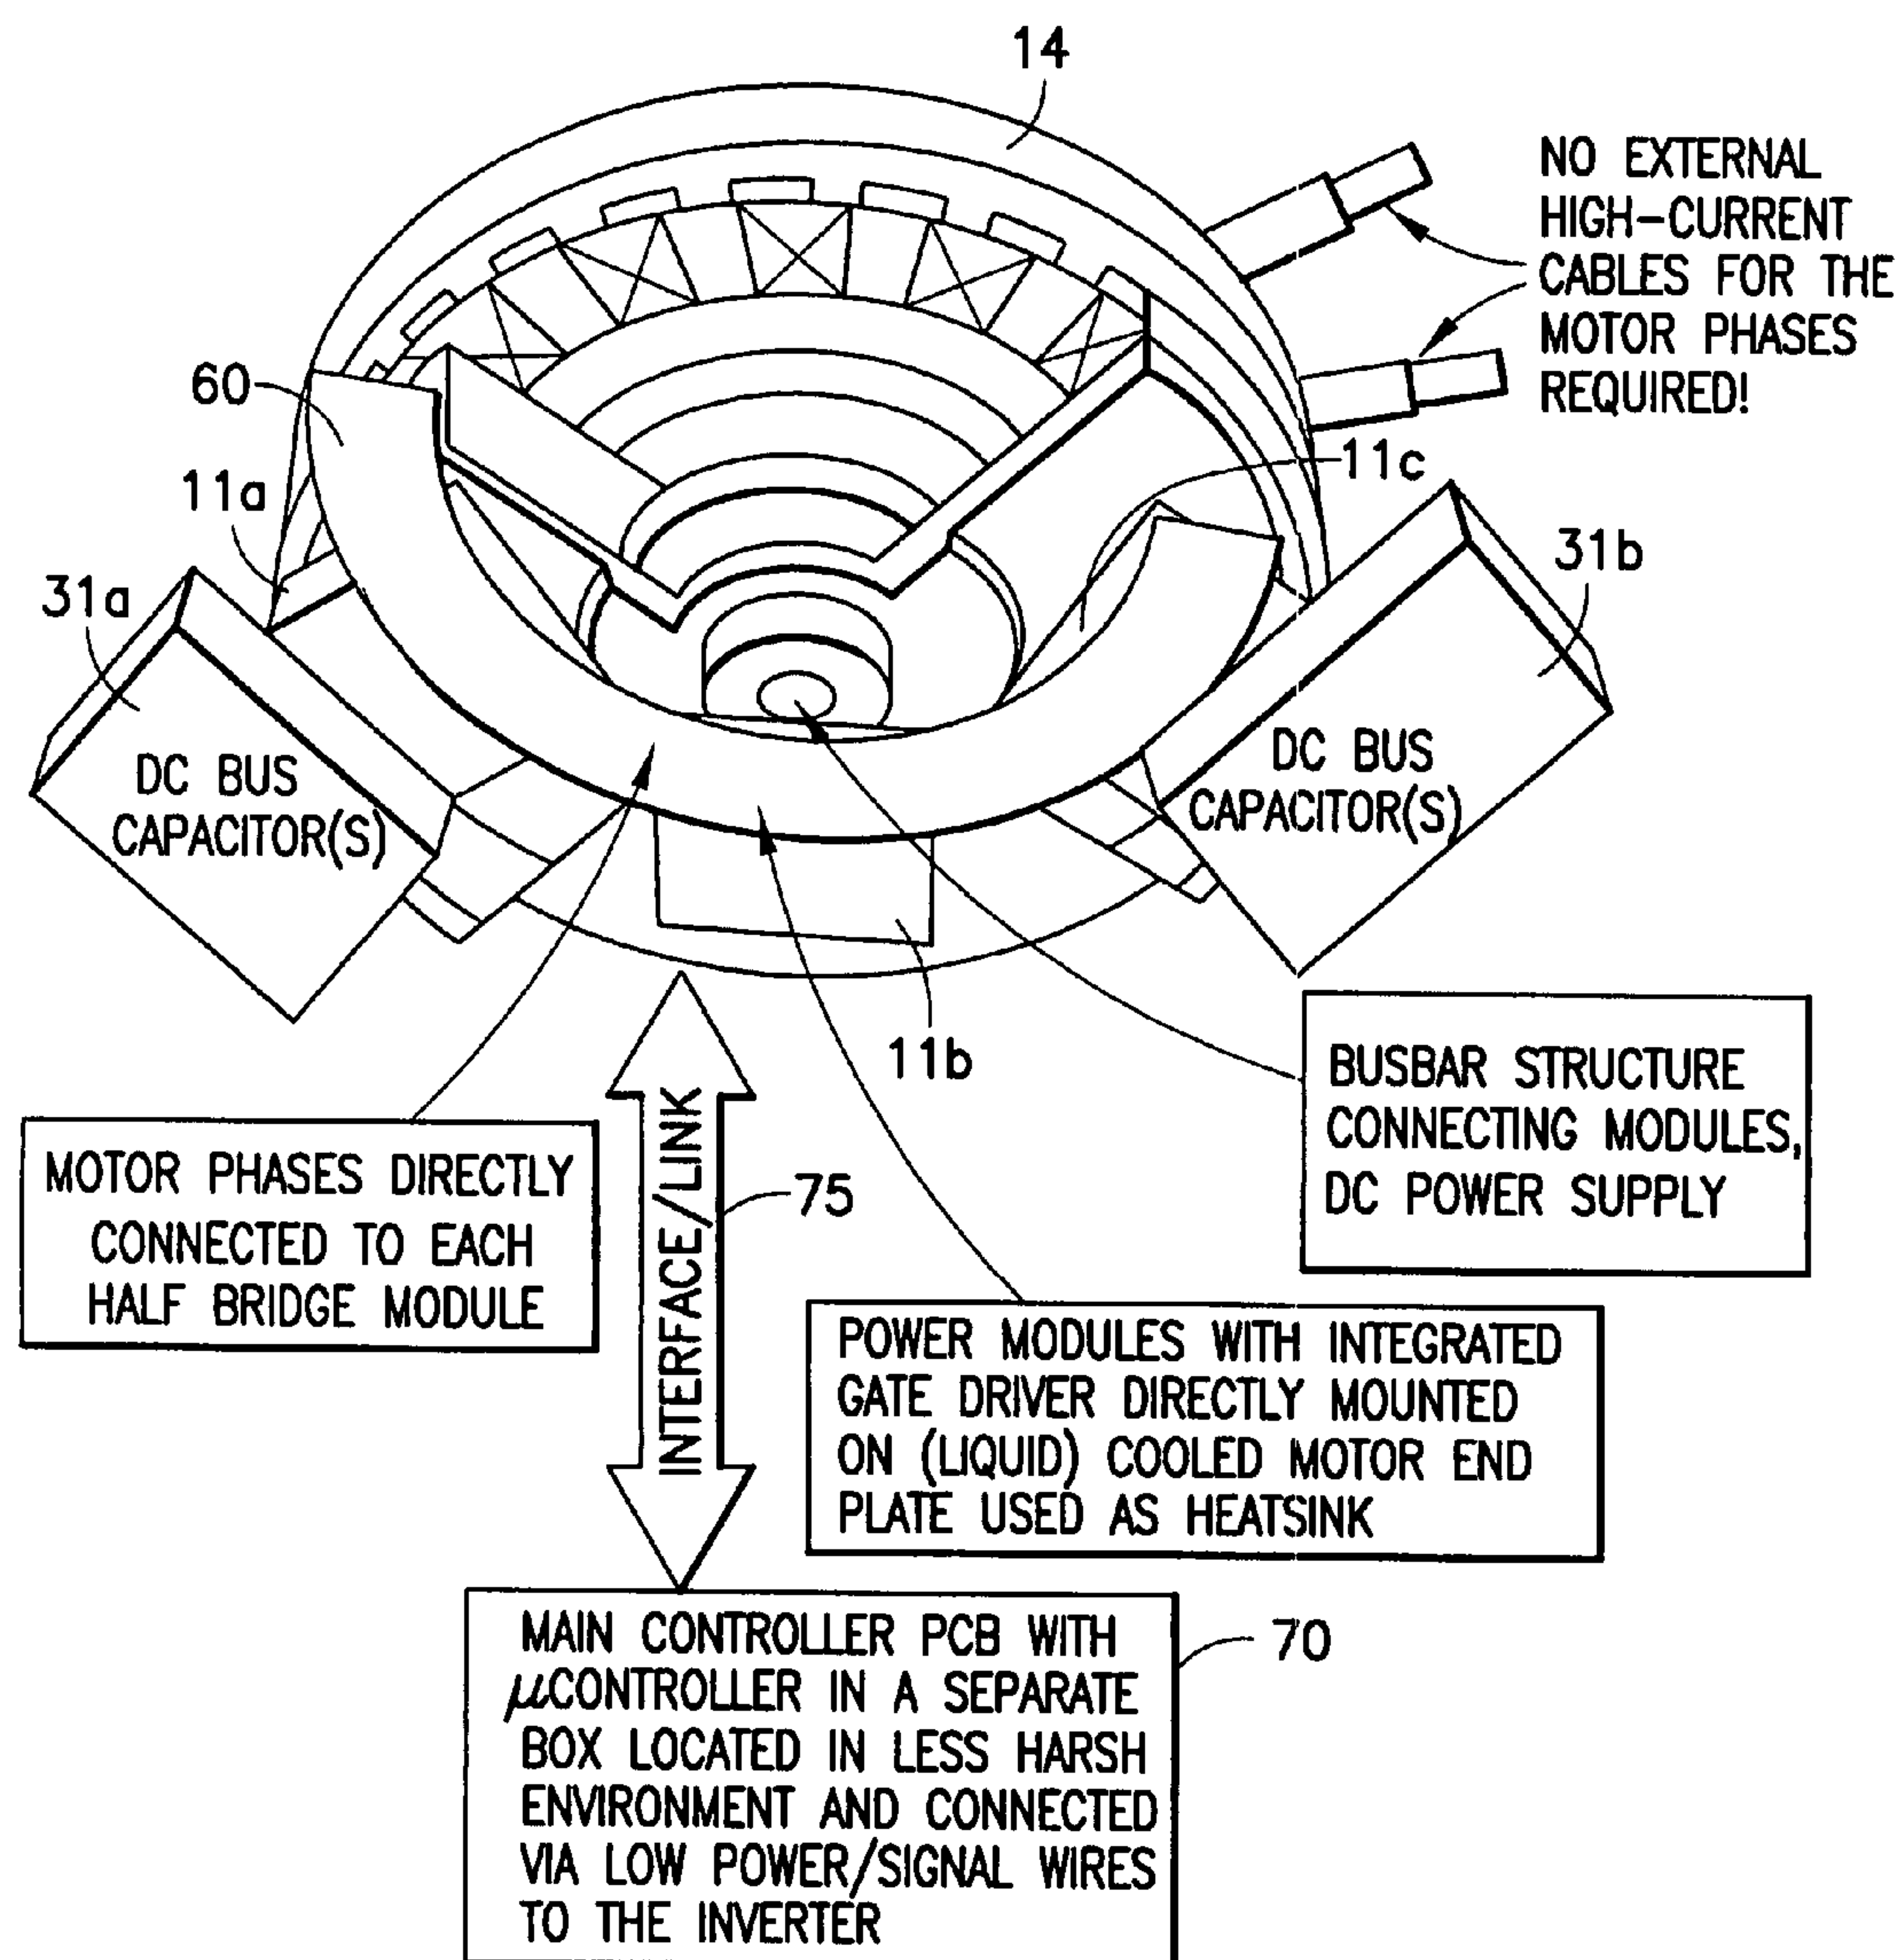 14
NO EXTERNAL
HIGH-CURRENT
CABLES FOR THE
MOTOR PHASES
REQUIRED!
60
11a
11c
31a
31b
DC BUS
CAPACITOR(S)
DC BUS
CAPACITOR(S)
11b
BUSBAR STRUCTURE
CONNECTING MODULES,
DC POWER SUPPLY
MOTOR PHASES DIRECTLY
CONNECTED TO EACH
HALF BRIDGE MODULE
INTERFACE/LINK
75
POWER MODULES WITH INTEGRATED
GATE DRIVER DIRECTLY MOUNTED
ON (LIQUID) COOLED MOTOR END
PLATE USED AS HEATSINK
MAIN CONTROLLER PCB WITH
μCONTROLLER IN A SEPARATE
BOX LOCATED IN LESS HARSH
ENVIRONMENT AND CONNECTED
VIA LOW POWER/SIGNAL WIRES
TO THE INVERTER
70